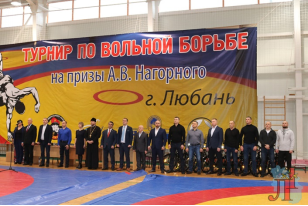 ТУРНИР ПО ВОЛЬНОЙ БОРЬБЕ
на призы А.В. Нагорного
г. Любань